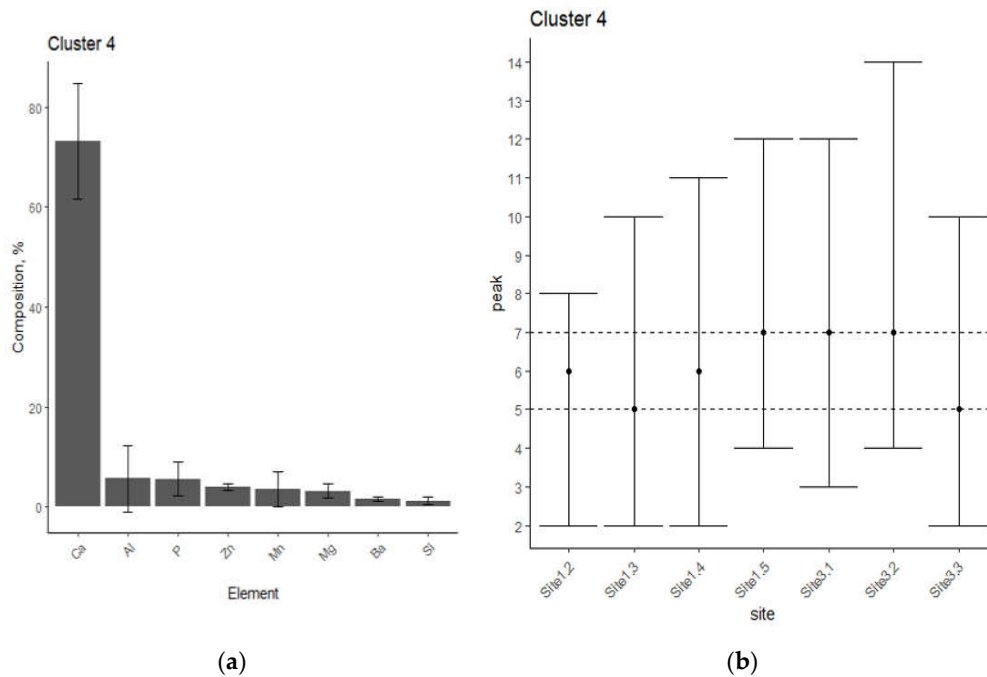 Cluster 4
Composition, %
80
60
40
20
0
Ca Al P Zn Mn Mg Ba Si
Element
(a)
Cluster 4
peak
14
13
12
11
10
9
8
7
6
5
4
3
2
Site1.2 Site1.3 Site1.4 Site1.5 Site3.1 Site3.2 Site3.3
site
(b)